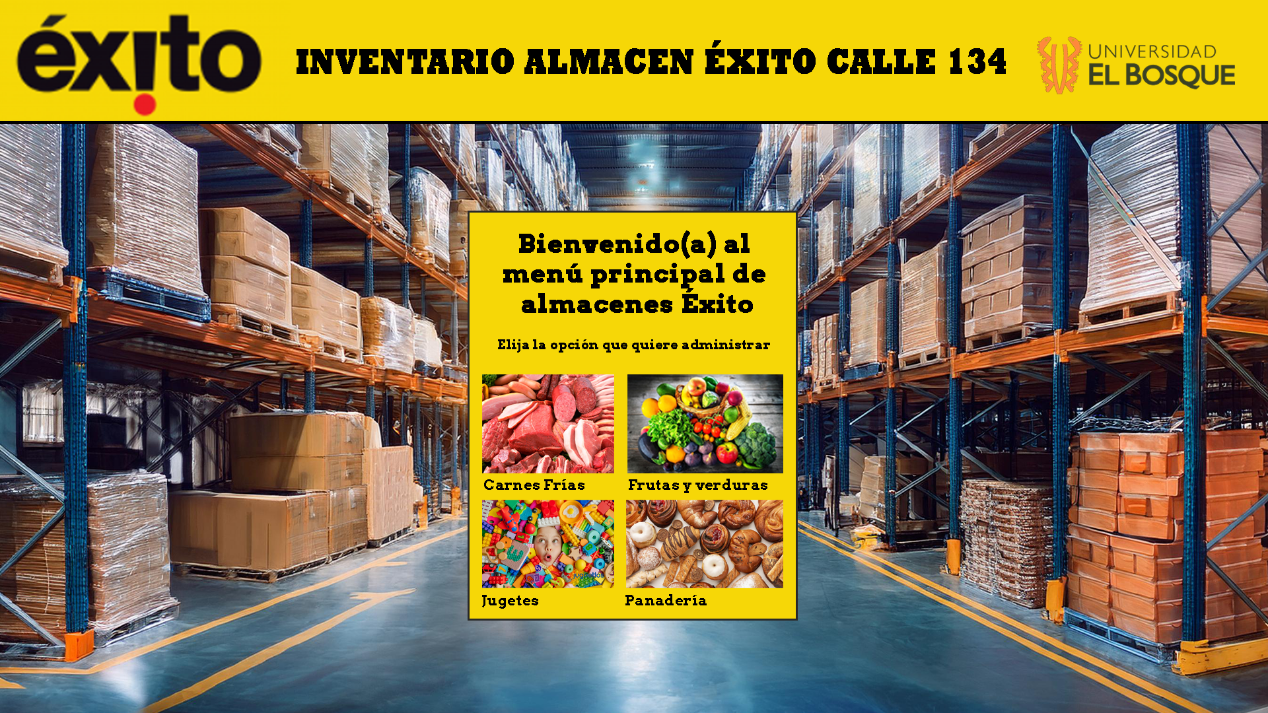 éxito
INVENTARIO ALMACEN ÉXITO CALLE 134
UNIVERSIDAD
EL BOSQUE
Bienvenido(a) al
menú principal de
almacenes Éxito
Elija la opción que quiere administrar
Carnes Frías
Frutas y verduras
Jugetes
Panadería